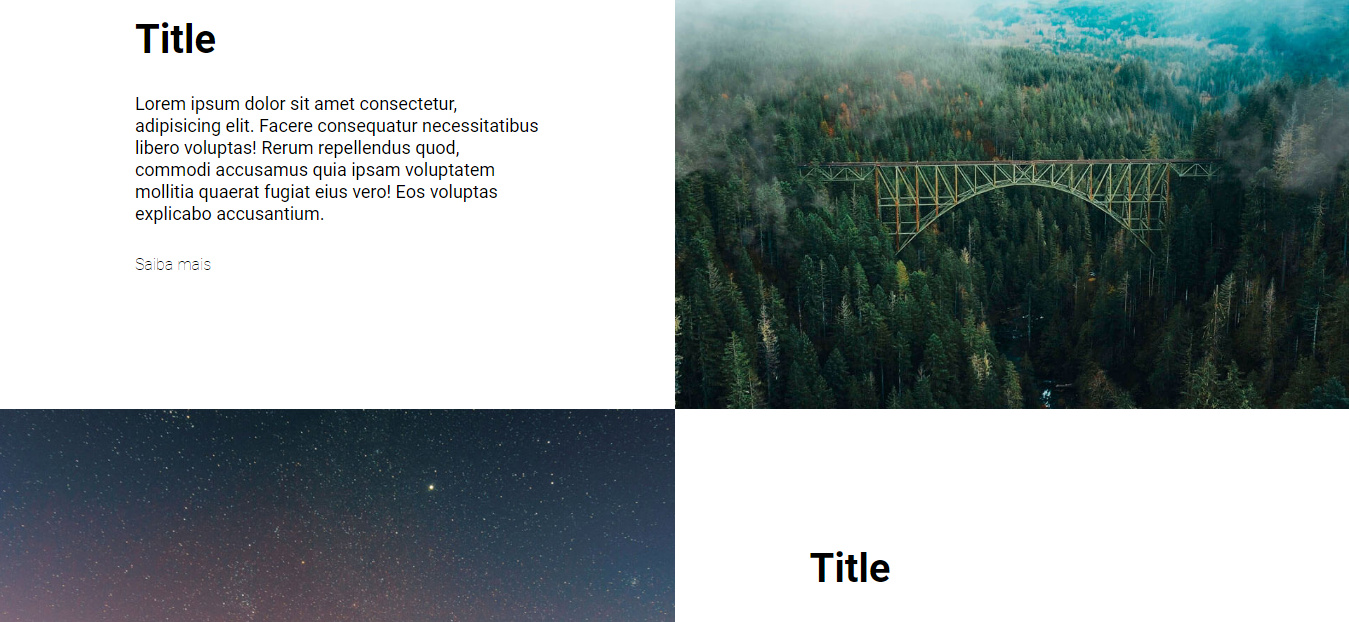 Title
Lorem ipsum dolor sit amet consectetur,
adipisicing elit. Facere consequatur necessitatibus
libero voluptas! Rerum repellendus quod,
commodi accusamus quia ipsam voluptatem
mollitia quaerat fugiat eius vero! Eos voluptas
explicabo accusantium.
Saiba mais
Title